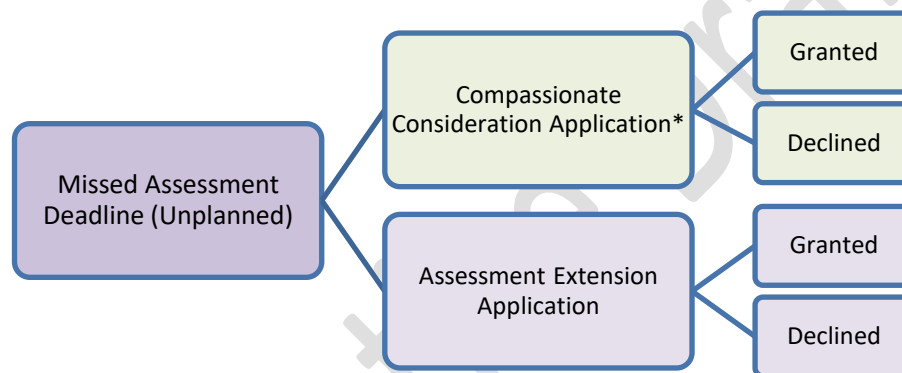 Missed Assessment
Deadline (Unplanned)
Compassionate
Consideration Application*
Granted
Declined
Assessment Extension
Application
Granted
Declined